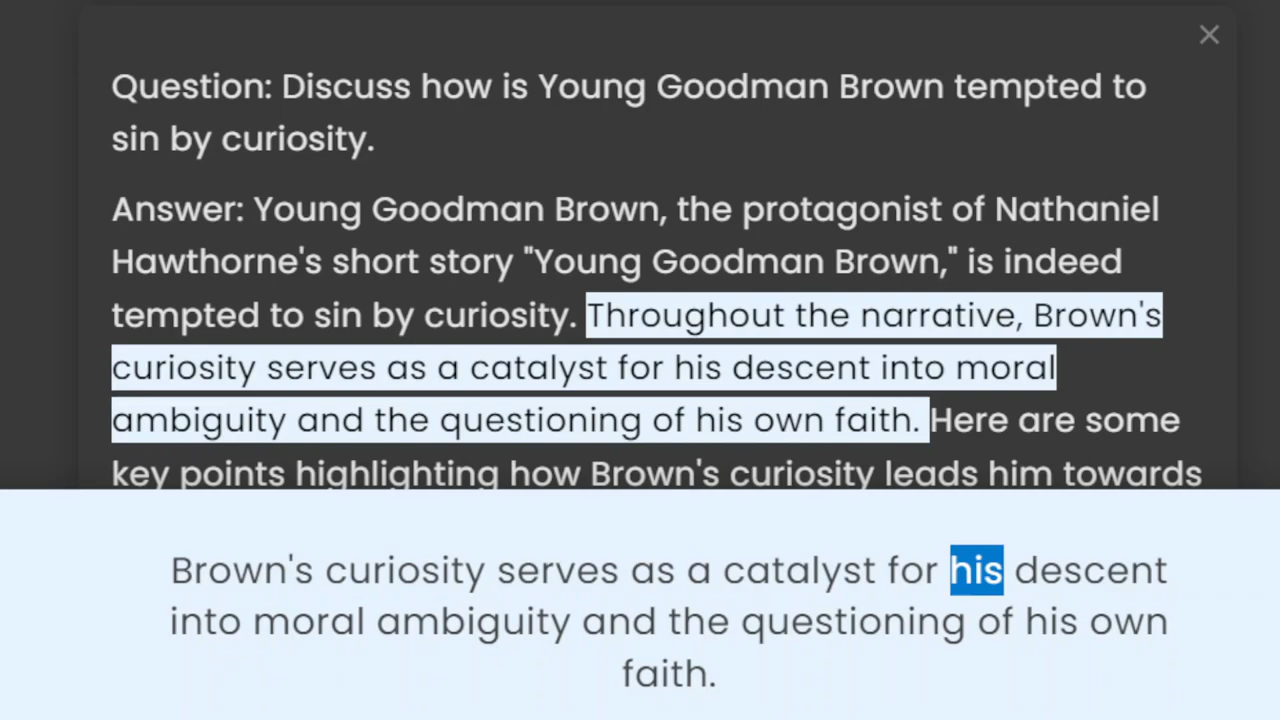 Question: Discuss how is Young Goodman Brown tempted to
sin by curiosity.
Answer: Young Goodman Brown, the protagonist of Nathaniel
Hawthorne's short story "Young Goodman Brown," is indeed
tempted to sin by curiosity. Throughout the narrative, Brown's
curiosity serves as a catalyst for his descent into moral
ambiguity and the questioning of his own faith. Here are some
key points highlighting how Brown's curiosity leads him towards
Brown's curiosity serves as a catalyst for his descent
into moral ambiguity and the questioning of his own
faith.